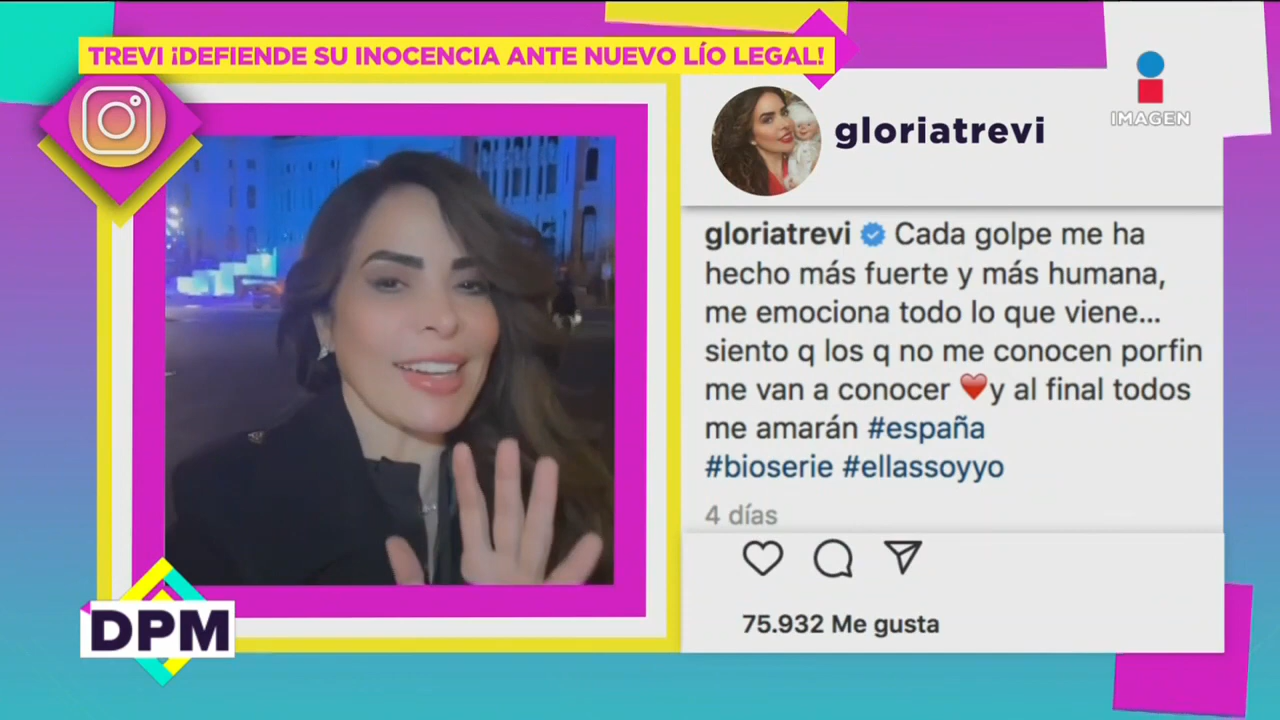 TREVI ¡DEFIENDE SU INOCENCIA ANTE NUEVO LÍO LEGAL!
IMAGEN
gloriatrevi
gloriatrevi Cada golpe me ha
hecho más fuerte y más humana,
me emociona todo lo que viene...
siento q los q no me conocen porfin
me van a conocer ❤️y al final todos
me amarán #españa
#bioserie #ellassoyyo
4 días
75.932 Me gusta
DPM